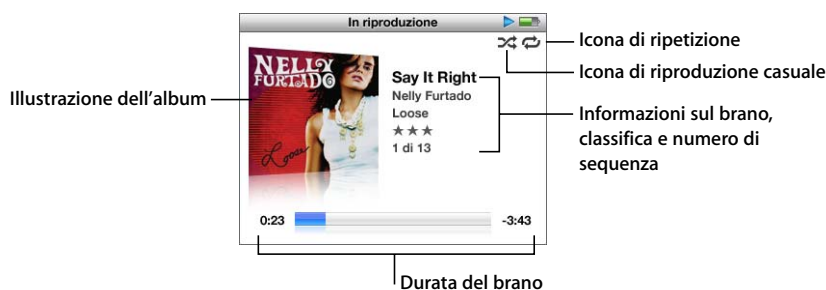 In riproduzione
Icona di ripetizione
Icona di riproduzione casuale
Illustrazione dell'album
NELLY
FURTADO
Loose
Say It Right
Nelly Furtado
Loose
★★★
1 di 13
Informazioni sul brano,
classifica e numero di
sequenza
0:23
-3:43
Durata del brano